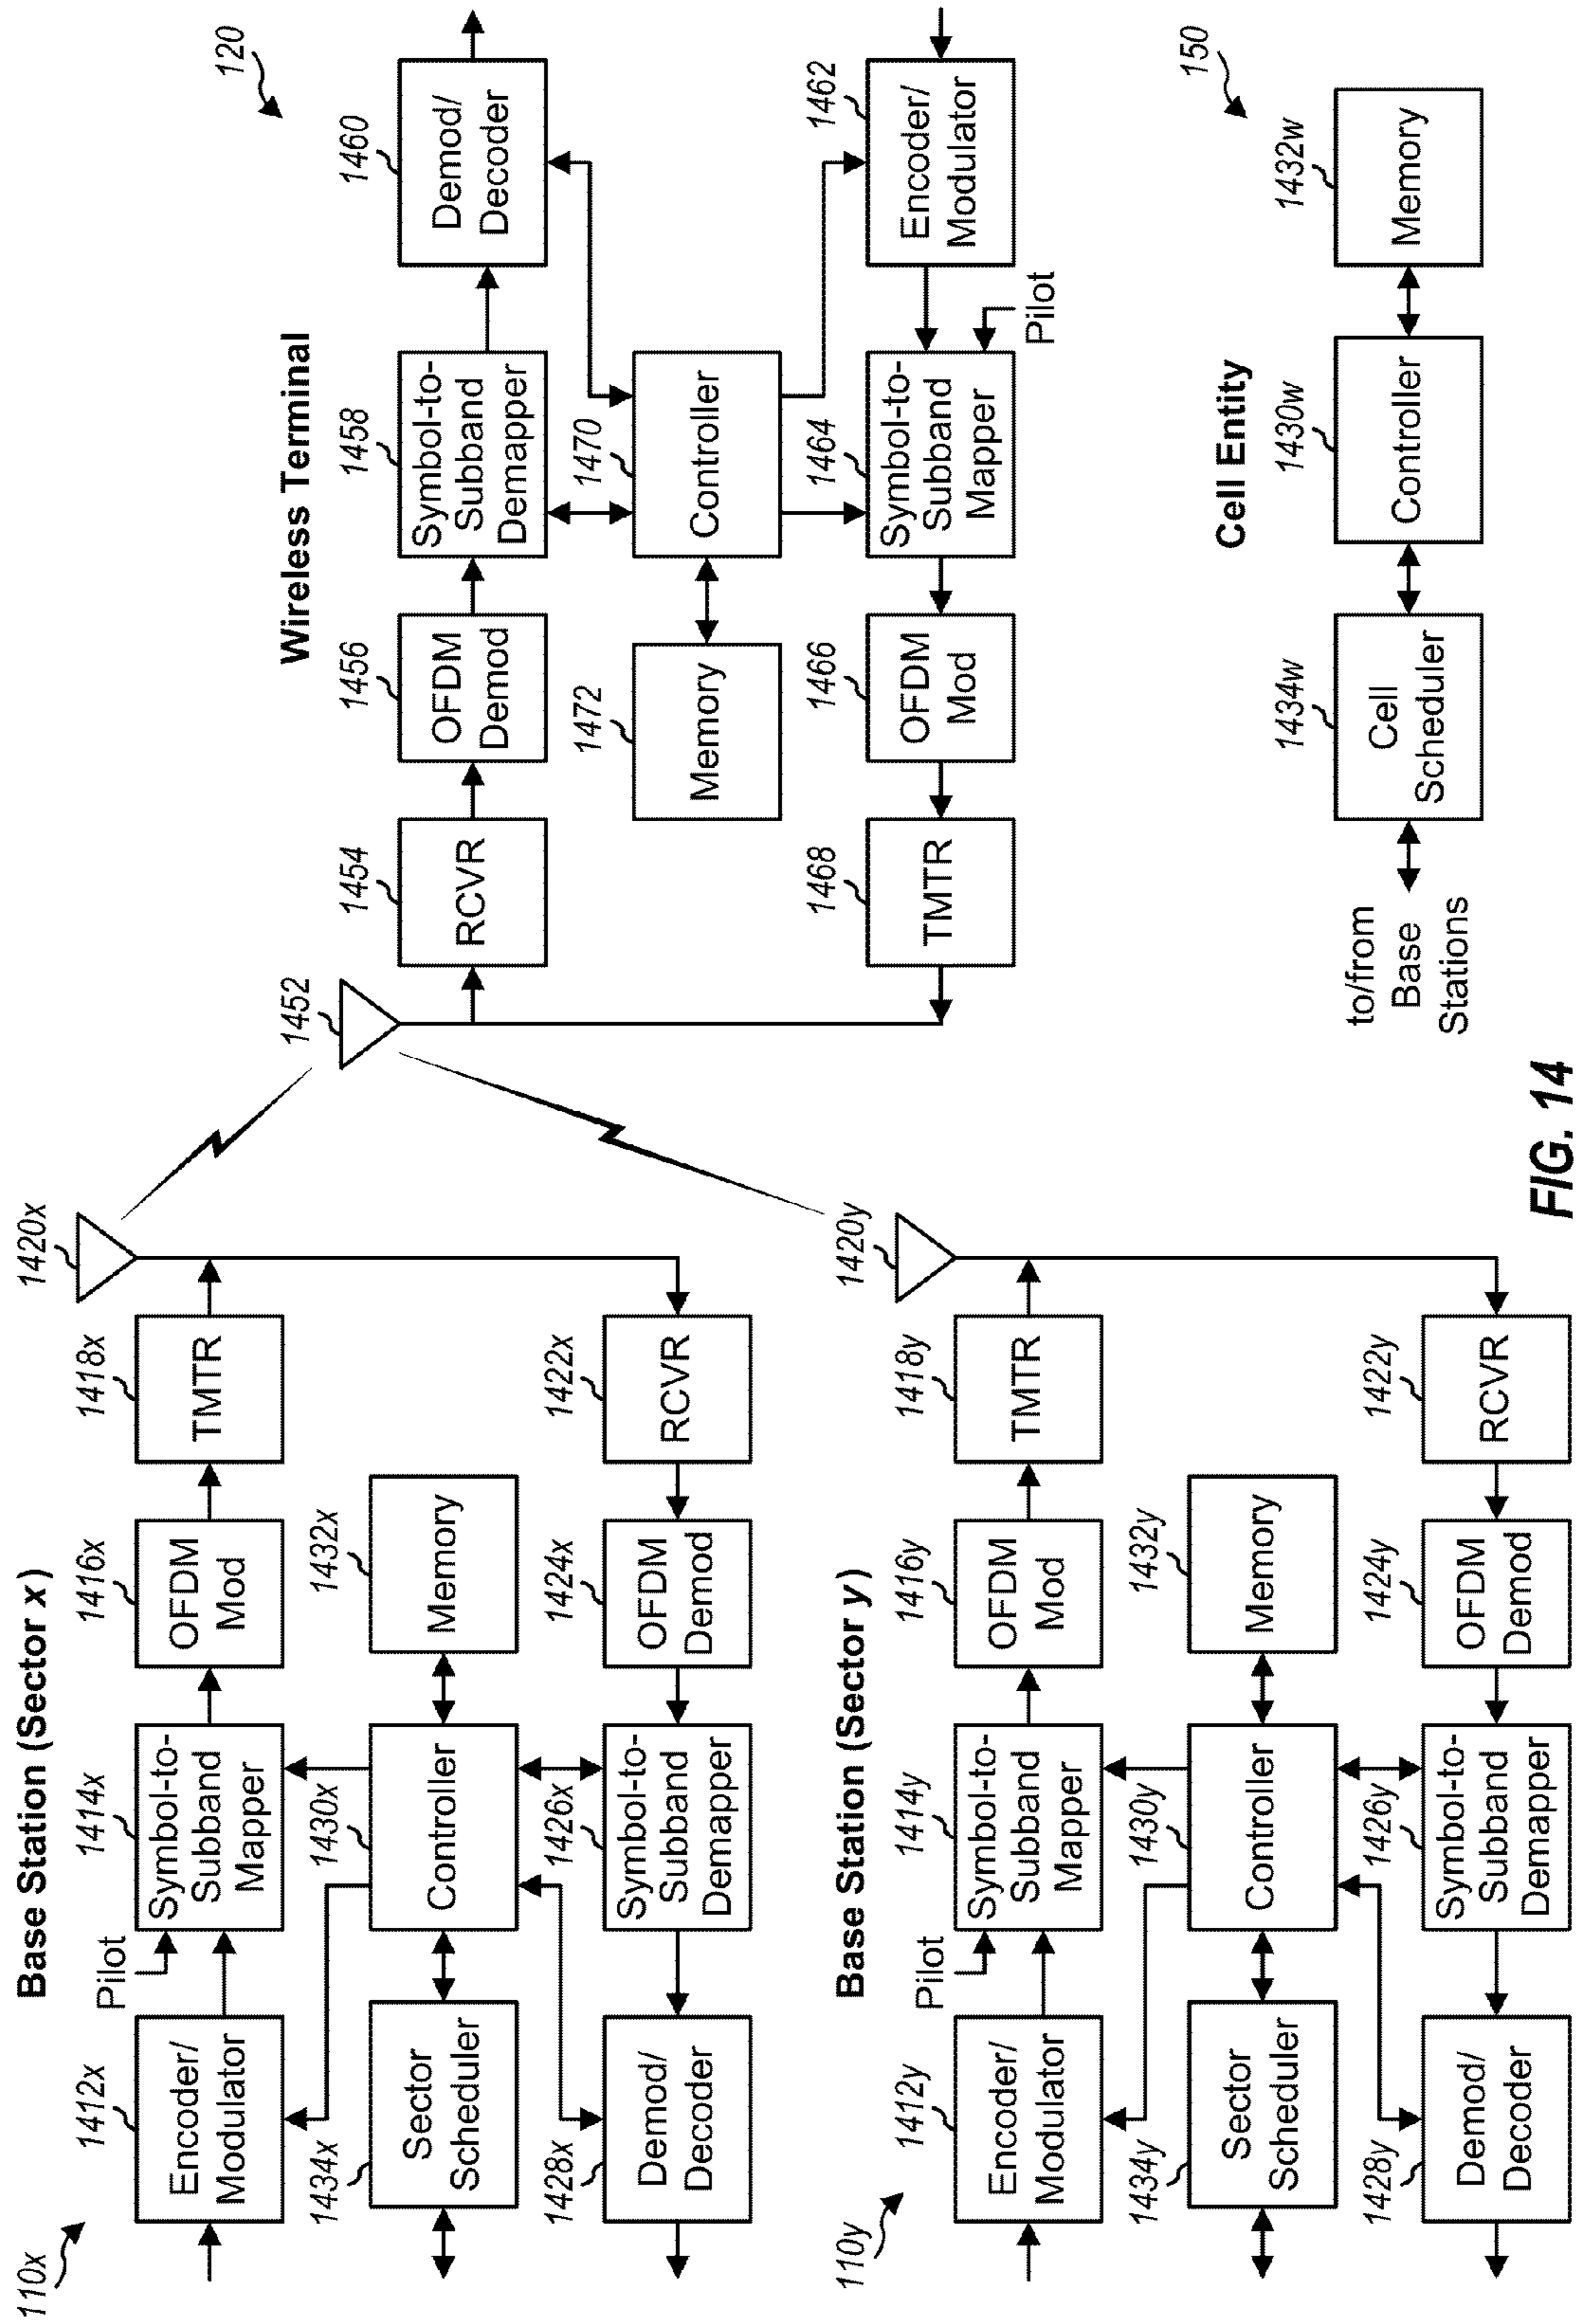 110x
Base Station (Sector x)
1412x
Encoder/
Modulator
Pilot
1414x
Symbol-to-
Subband
Mapper
1416x
OFDM
Mod
1418x
TMTR
1420x
1434x
Sector
Scheduler
1430x
Controller
1432x
Memory
1428x
Demod/
Decoder
1426x
Symbol-to-
Subband
Demapper
1424x
OFDM
Demod
1422x
RCVR
110y
Base Station (Sector y)
1412y
Encoder/
Modulator
Pilot
1414y
Symbol-to-
Subband
Mapper
1416y
OFDM
Mod
1418y
TMTR
1420y
1434y
Sector
Scheduler
1430y
Controller
1432y
Memory
1428y
Demod/
Decoder
1426y
Symbol-to-
Subband
Demapper
1424y
OFDM
Demod
1422y
RCVR
120
Wireless Terminal
1452
1454
RCVR
1456
OFDM
Demod
1458
Symbol-to-
Subband
Demapper
1460
Demod/
Decoder
1472
Memory
1470
Controller
1468
TMTR
1466
OFDM
Mod
1464
Symbol-to-
Subband
Mapper
Pilot
1462
Encoder/
Modulator
150
Cell Entity
to/from
Base
Stations
1434w
Cell
Scheduler
1430w
Controller
1432w
Memory
FIG. 14